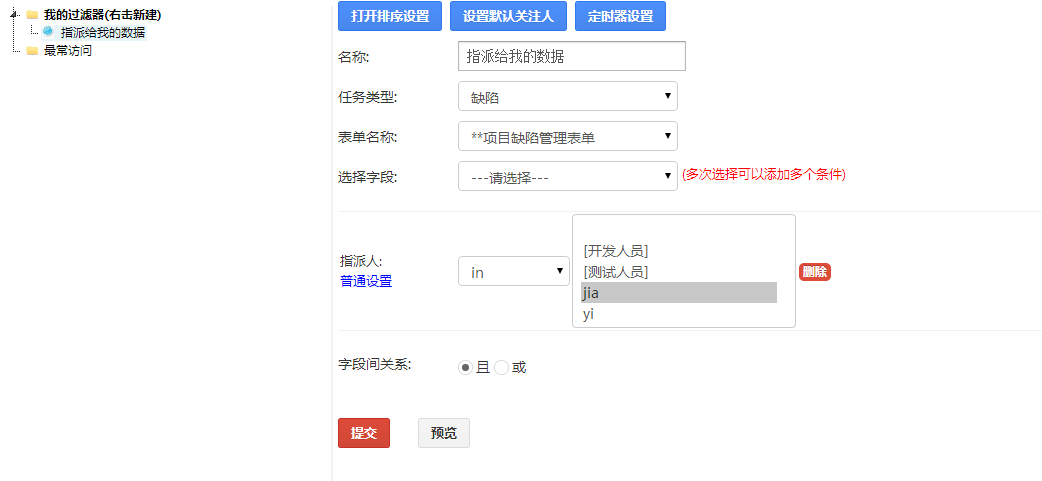 我的过滤器(右击新建)
指派给我的数据
最常访问
打开排序设置 设置默认关注人 定时器设置
名称: 指派给我的数据
任务类型: 缺陷
表单名称: **项目缺陷管理表单
选择字段: ---请选择--- (多次选择可以添加多个条件)
指派人:
普通设置
in
[开发人员]
[测试人员]
jia
yi
删除
字段间关系: 且 或
提交 预览